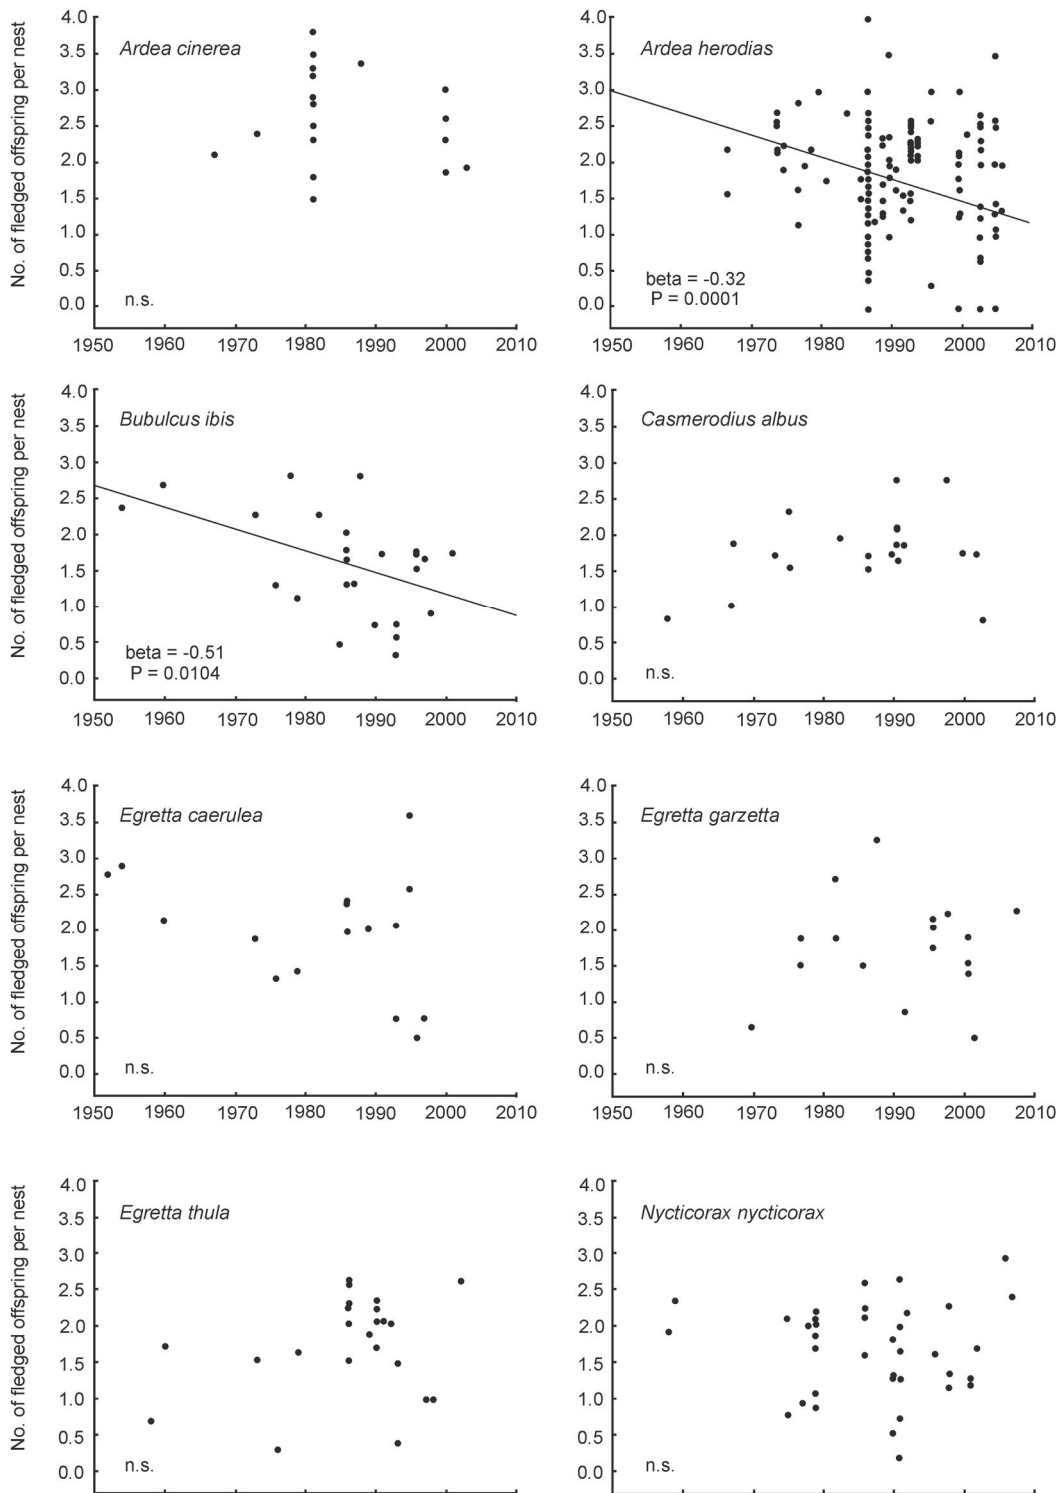 No. of fledged offspring per nest
4.0
3.5
3.0
2.5
2.0
1.5
1.0
0.5
0.0
Ardea cinerea
n.s.
1950 1960 1970 1980 1990 2000 2010
4.0
3.5
3.0
2.5
2.0
1.5
1.0
0.5
0.0
Ardea herodias
beta = -0.32
P = 0.0001
1950 1960 1970 1980 1990 2000 2010
No. of fledged offspring per nest
4.0
3.5
3.0
2.5
2.0
1.5
1.0
0.5
0.0
Bubulcus ibis
beta = -0.51
P = 0.0104
1950 1960 1970 1980 1990 2000 2010
4.0
3.5
3.0
2.5
2.0
1.5
1.0
0.5
0.0
Casmerodius albus
n.s.
1950 1960 1970 1980 1990 2000 2010
No. of fledged offspring per nest
4.0
3.5
3.0
2.5
2.0
1.5
1.0
0.5
0.0
Egretta caerulea
n.s.
1950 1960 1970 1980 1990 2000 2010
4.0
3.5
3.0
2.5
2.0
1.5
1.0
0.5
0.0
Egretta garzetta
n.s.
1950 1960 1970 1980 1990 2000 2010
No. of fledged offspring per nest
4.0
3.5
3.0
2.5
2.0
1.5
1.0
0.5
0.0
Egretta thula
n.s.
4.0
3.5
3.0
2.5
2.0
1.5
1.0
0.5
0.0
Nycticorax nycticorax
n.s.